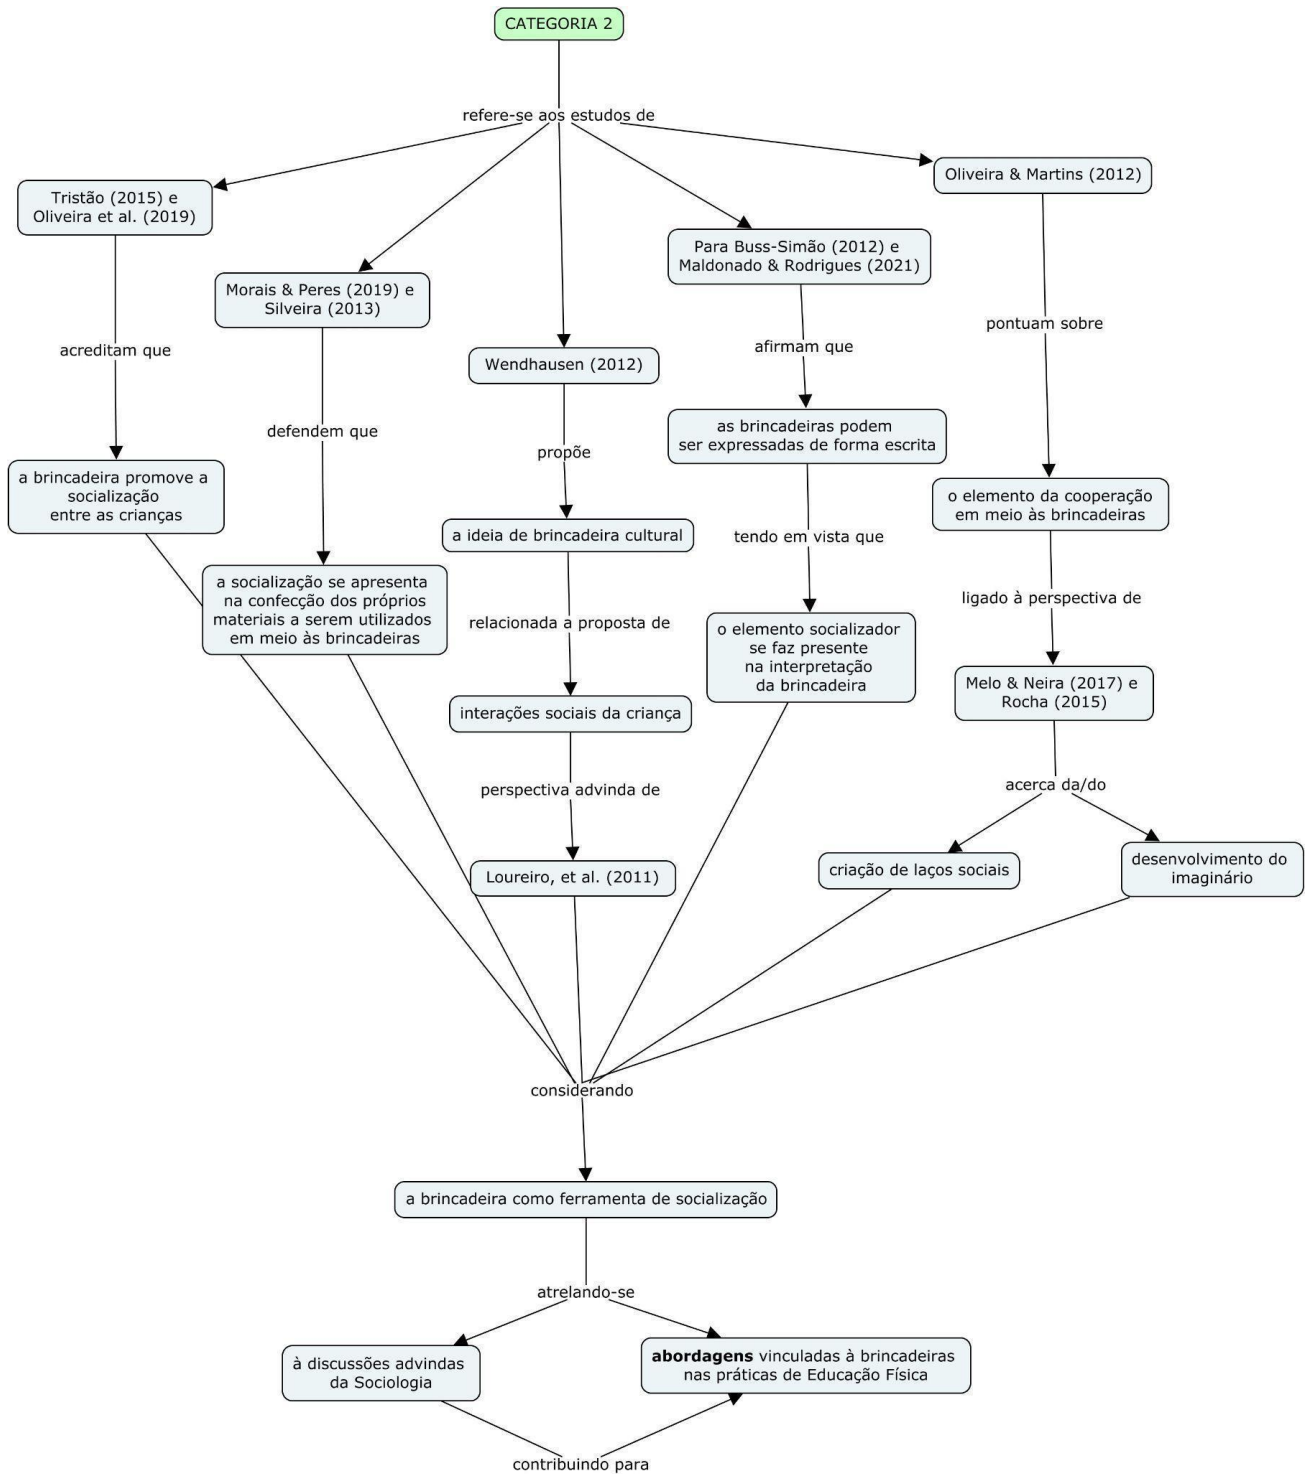 CATEGORIA 2
refere-se aos estudos de
Tristão (2015) e
Oliveira et al. (2019)
acreditam que
a brincadeira promove a
socialização
entre as crianças
Morais & Peres (2019) e
Silveira (2013)
defendem que
a socialização se apresenta
na confecção dos próprios
materiais a serem utilizados
em meio às brincadeiras
Wendhausen (2012)
propõe
a ideia de brincadeira cultural
relacionada a proposta de
interações sociais da criança
perspectiva advinda de
Loureiro, et al. (2011)
Para Buss-Simão (2012) e
Maldonado & Rodrigues (2021)
afirmam que
as brincadeiras podem
ser expressadas de forma escrita
tendo em vista que
o elemento socializador
se faz presente
na interpretação
da brincadeira
Oliveira & Martins (2012)
pontuam sobre
o elemento da cooperação
em meio às brincadeiras
ligado à perspectiva de
Melo & Neira (2017) e
Rocha (2015)
acerca da/do
criação de laços sociais
desenvolvimento do
imaginário
considerando
a brincadeira como ferramenta de socialização
atrelando-se
à discussões advindas
da Sociologia
abordagens vinculadas à brincadeiras
nas práticas de Educação Física
contribuindo para